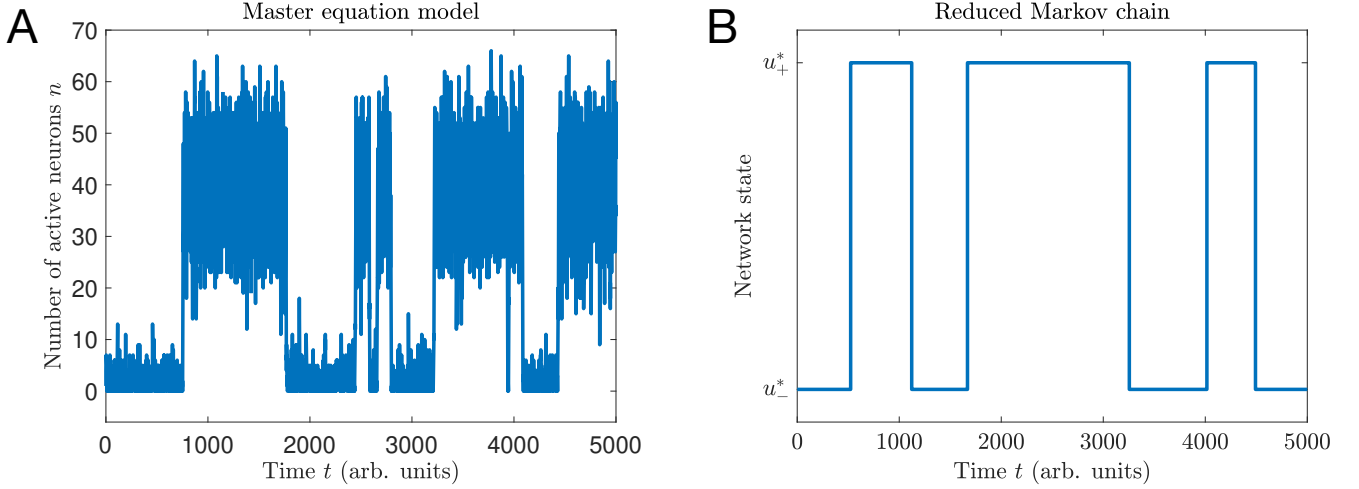 A
Master equation model
70
60
50
40
30
20
10
0
Number of active neurons n
0 1000 2000 3000 4000 5000
Time t (arb. units)
B
Reduced Markov chain
u*+
u*−
Network state
0 1000 2000 3000 4000 5000
Time t (arb. units)